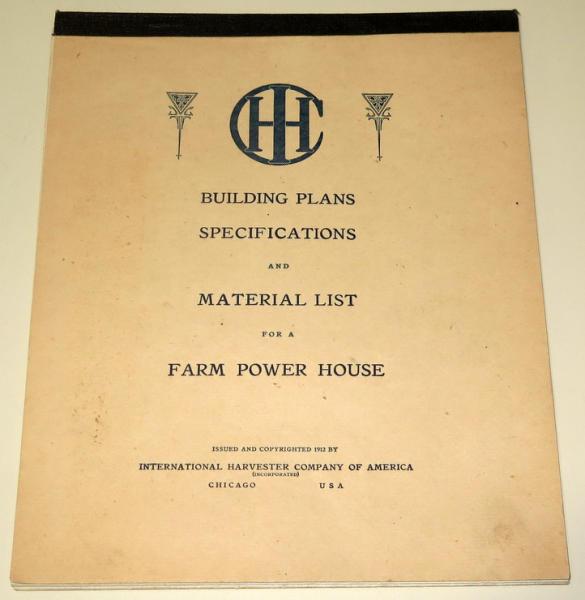 IHC
BUILDING PLANS
SPECIFICATIONS
AND
MATERIAL LIST
FOR A
FARM POWER HOUSE
ISSUED AND COPYRIGHTED 1912 BY
INTERNATIONAL HARVESTER COMPANY OF AMERICA
(INCORPORATED)
CHICAGO USA